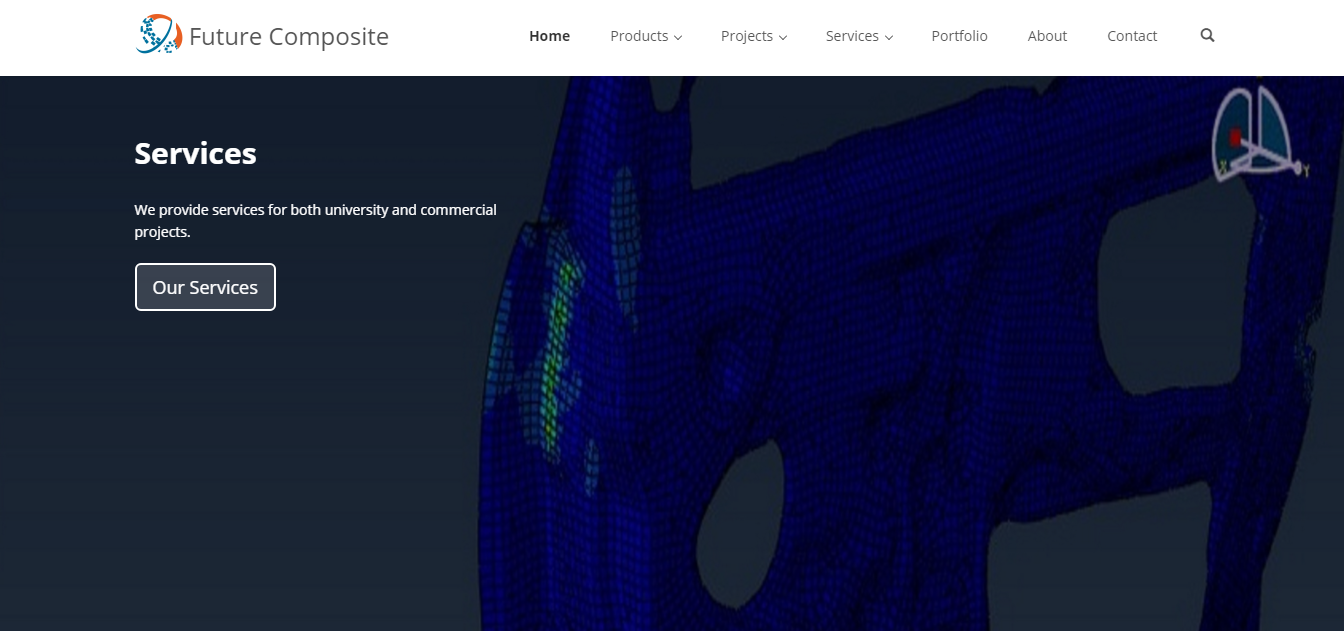 Future Composite
Home Products Projects Services Portfolio About Contact
Services
We provide services for both university and commercial
projects.
Our Services
X
Y